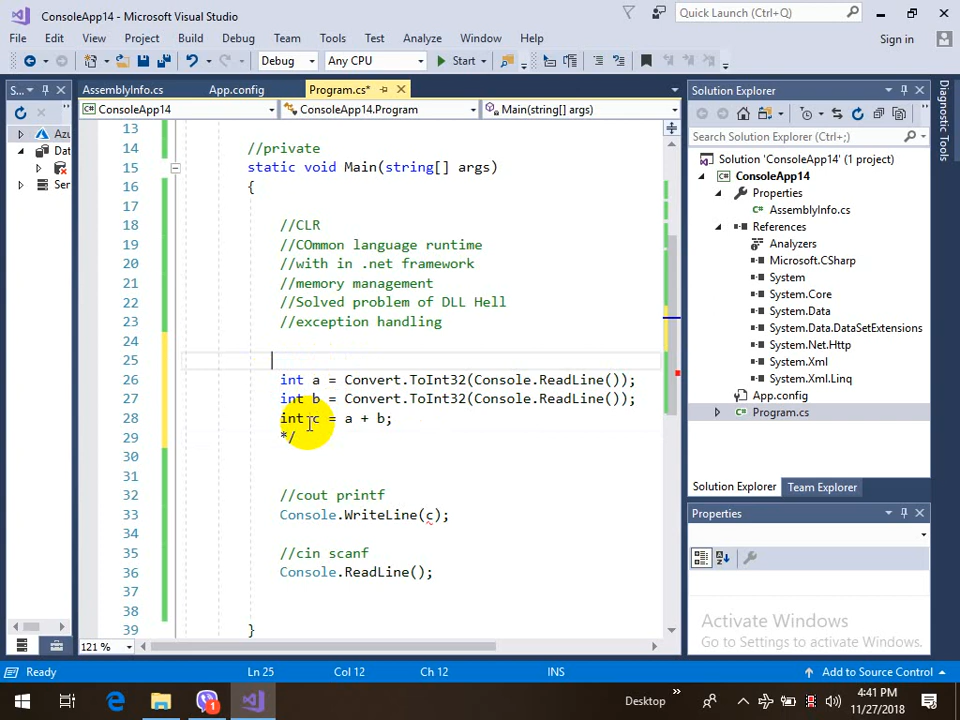 ConsoleApp14 - Microsoft Visual Studio
Quick Launch (Ctrl+Q)
File Edit View Project Build Debug Team Tools Test Analyze Window Help
Sign in
Debug Any CPU Start
S...
AssemblyInfo.cs App.config Program.cs*
Solution Explorer
ConsoleApp14 ConsoleApp14.Program Main(string[] args)
Search Solution Explorer (Ctrl+;)
Diagnostic Tools
Azu
Dat
Ser
13
14 //private
15 static void Main(string[] args)
16 {
17
18 //CLR
19 //COmmon language runtime
20 //with in .net framework
21 //memory management
22 //Solved problem of DLL Hell
23 //exception handling
24
25
26 int a = Convert.ToInt32(Console.ReadLine());
27 int b = Convert.ToInt32(Console.ReadLine());
28 int c = a + b;
29 */
30
31
32 //cout printf
33 Console.WriteLine(c);
34
35 //cin scanf
36 Console.ReadLine();
37
38
39 }
121 %
Solution 'ConsoleApp14' (1 project)
ConsoleApp14
Properties
AssemblyInfo.cs
References
Analyzers
Microsoft.CSharp
System
System.Core
System.Data
System.Data.DataSetExtensions
System.Net.Http
System.Xml
System.Xml.Linq
App.config
Program.cs
Solution Explorer Team Explorer
Properties
Activate Windows
Go to Settings to activate Windows.
Ready Ln 25 Col 12 Ch 12 INS Add to Source Control
1
Desktop
4:41 PM
11/27/2018